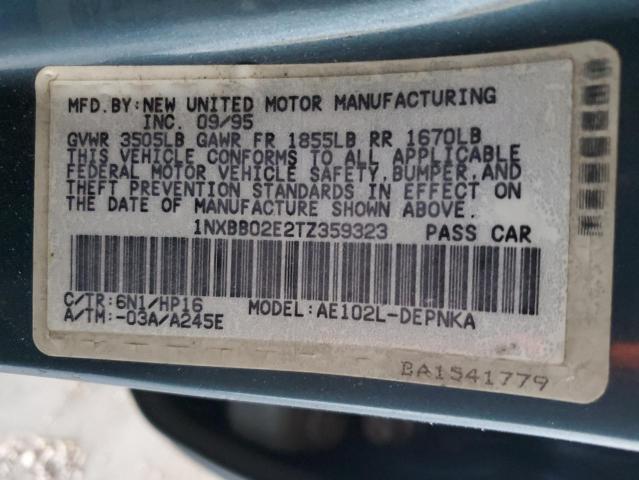 MFD.BY:NEW UNITED MOTOR MANUFACTURING
INC. 09/95
GVWR 3505LB GAWR FR 1855LB RR 1670LB
THIS VEHICLE CONFORMS TO ALL APPLICABLE
FEDERAL MOTOR VEHICLE SAFETY,BUMPER,AND
THEFT PREVENTION STANDARDS IN EFFECT ON
THE DATE OF MANUFACTURE SHOWN ABOVE.
1NXBB02E2TZ359323 PASS CAR
C/TR:6N1/HP16 MODEL:AE102L-DEPNKA
A/TM:-03A/A245E
BA1541779